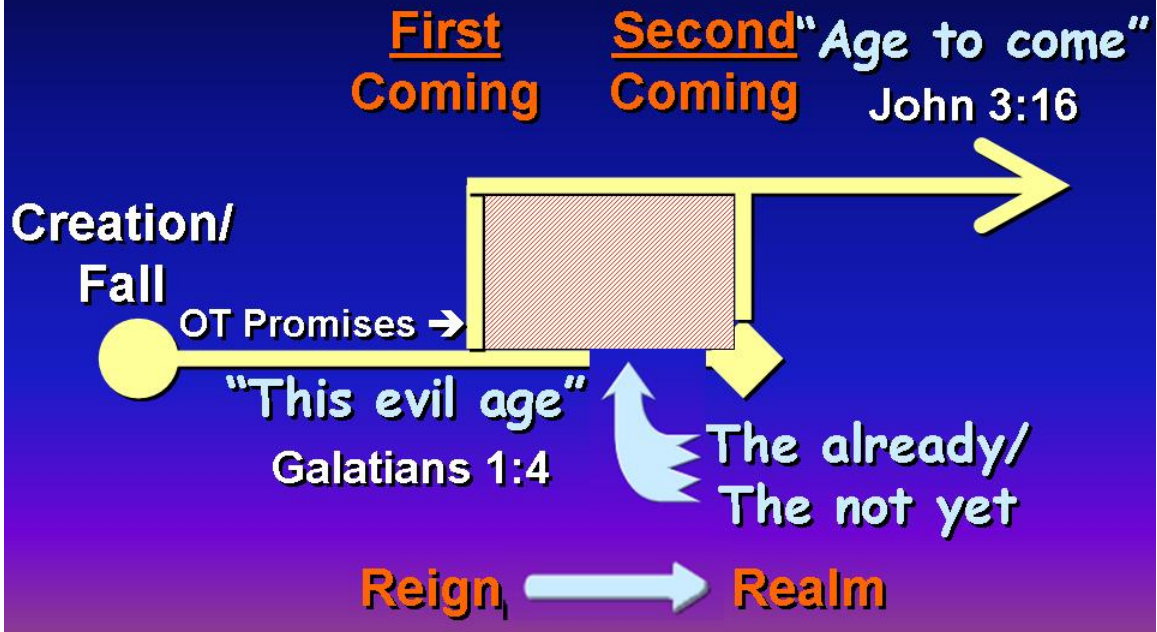 First
Coming
Second
Coming
“Age to come”
John 3:16
Creation/
Fall
OT Promises ➔
“This evil age”
Galatians 1:4
The already/
The not yet
Reign
Realm